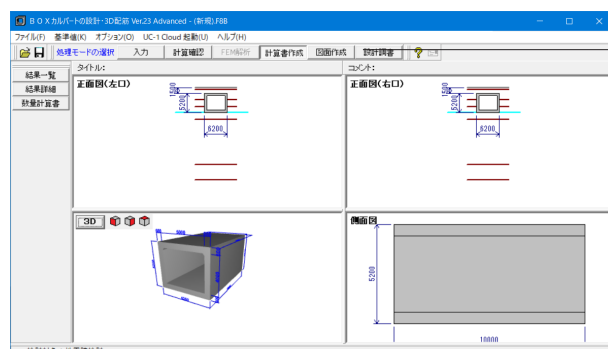 ＢＯＸカルバートの設計・3D配筋 Ver.23 Advanced - (新規).F8B
ファイル(F) 基準値(K) オプション(O) UC-1 Cloud 起動(U) ヘルプ(H)
処理モードの選択 入力 計算確認 FEM解析 計算書作成 図面作成 設計調書 ?
結果一覧
結果詳細
数量計算書
タイトル:
コメント:
正面図(左口)
1500
5200
6200
正面図(右口)
1500
5200
6200
3D
側面図
5200
10000